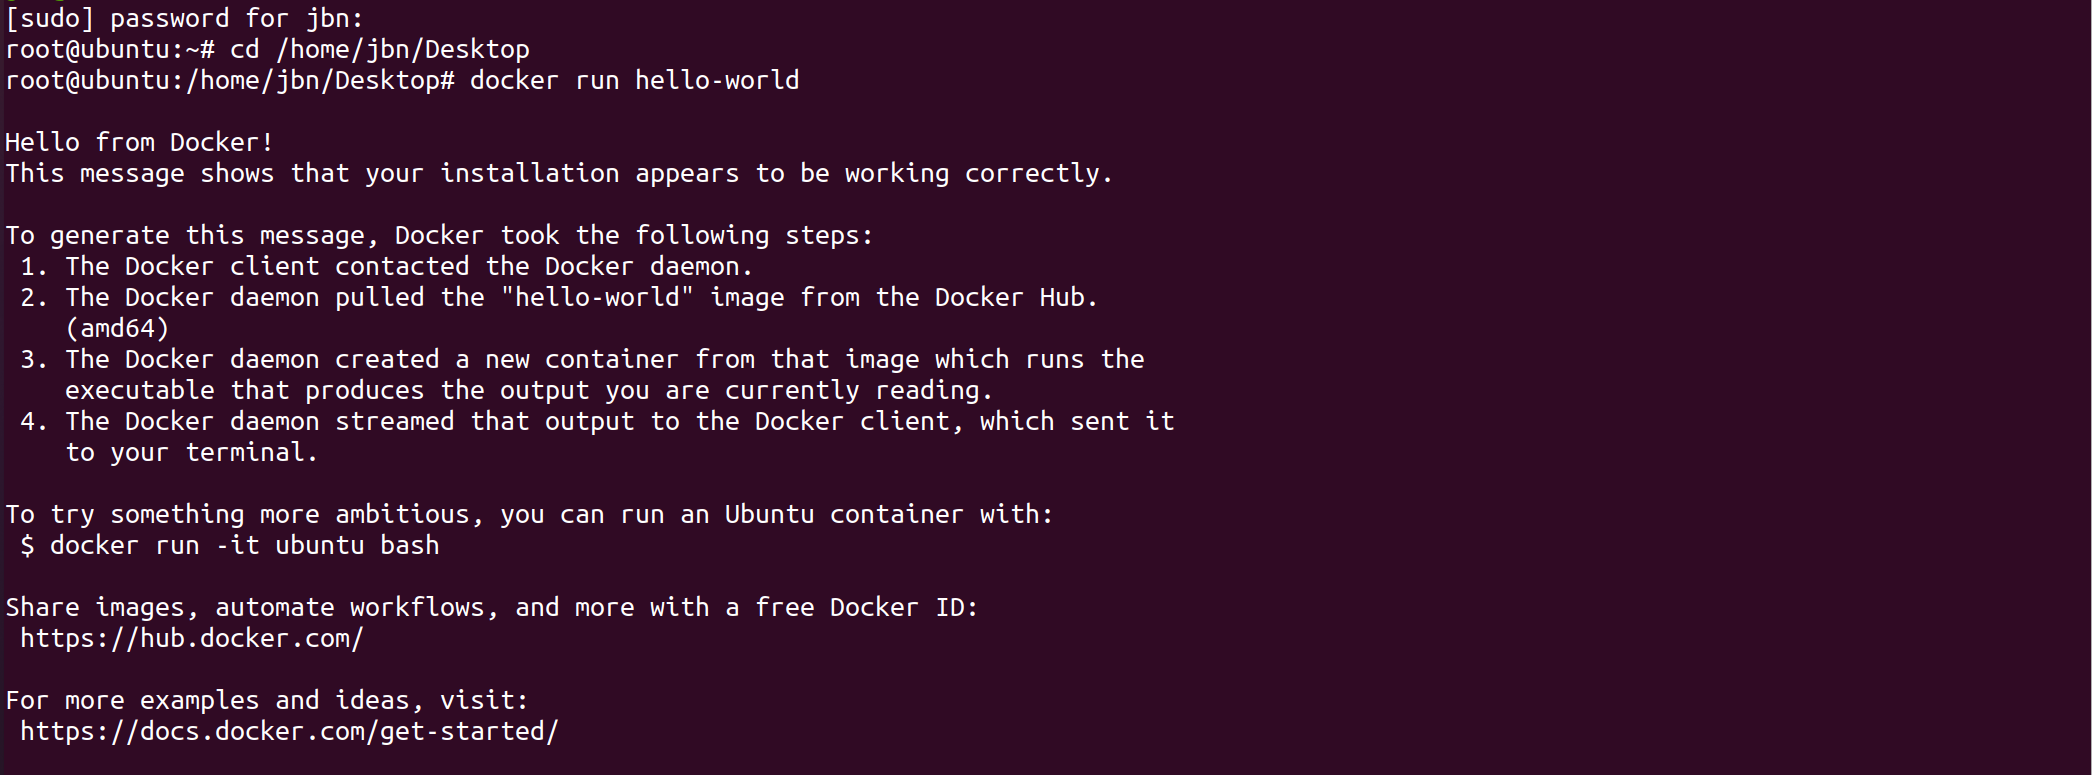 [sudo] password for jbn:
root@ubuntu:~# cd /home/jbn/Desktop
root@ubuntu:/home/jbn/Desktop# docker run hello-world
Hello from Docker!
This message shows that your installation appears to be working correctly.
To generate this message, Docker took the following steps:
1. The Docker client contacted the Docker daemon.
2. The Docker daemon pulled the "hello-world" image from the Docker Hub.
(amd64)
3. The Docker daemon created a new container from that image which runs the
executable that produces the output you are currently reading.
4. The Docker daemon streamed that output to the Docker client, which sent it
to your terminal.
To try something more ambitious, you can run an Ubuntu container with:
$ docker run -it ubuntu bash
Share images, automate workflows, and more with a free Docker ID:
https://hub.docker.com/
For more examples and ideas, visit:
https://docs.docker.com/get-started/